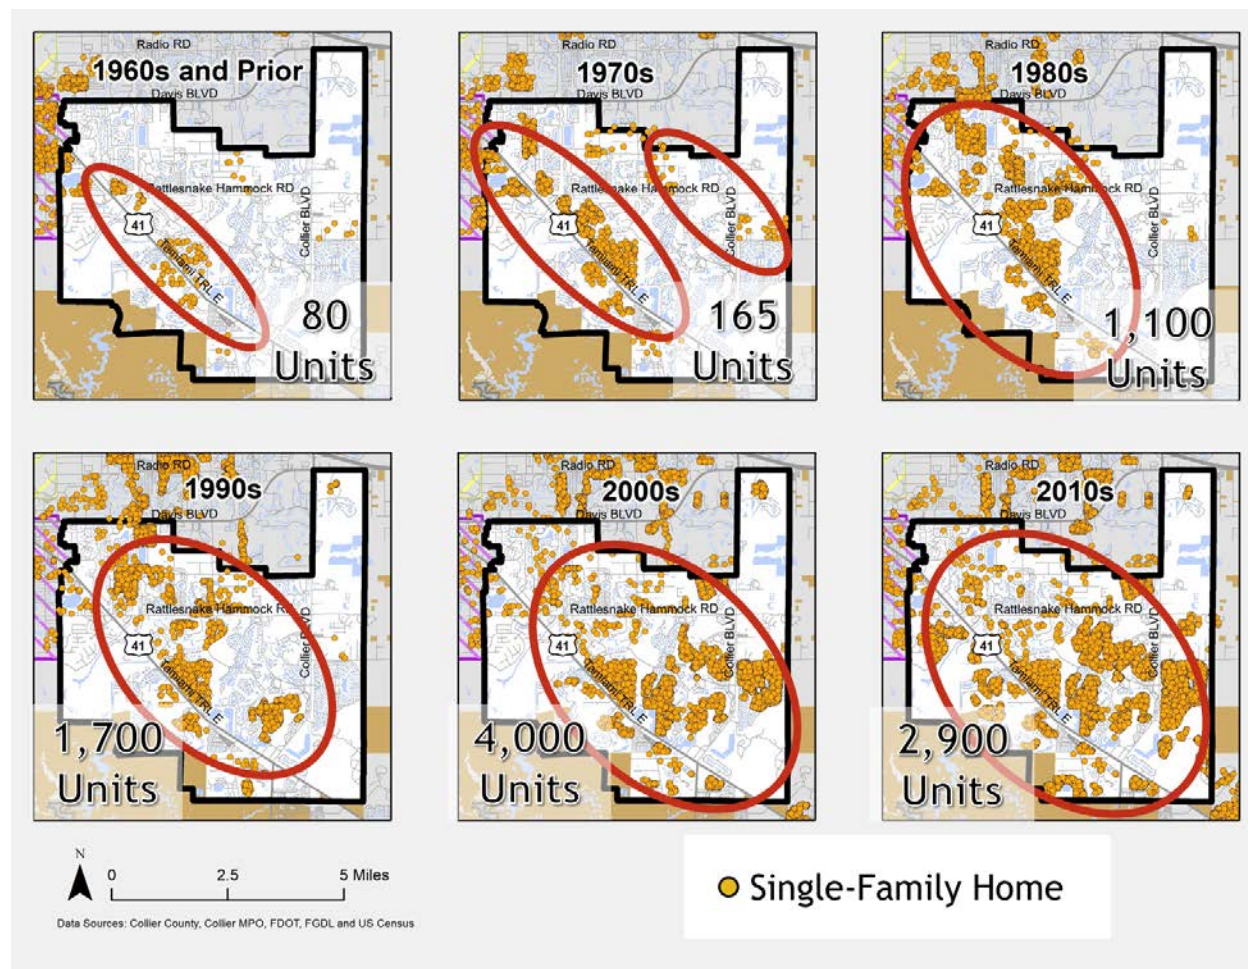 Radio RD
1960s and Prior
Davis BLVD
Rattlesnake Hammock RD
Collier BLVD
41
Tamiami TRL E
80
Units
Radio RD
1970s
Davis BLVD
Rattlesnake Hammock RD
Collier BLVD
41
Tamiami TRL E
165
Units
Radio RD
1980s
Davis BLVD
Rattlesnake Hammock RD
Collier BLVD
41
Tamiami TRL E
1,100
Units
Radio RD
1990s
Davis BLVD
Rattlesnake Hammock RD
Collier BLVD
41
Tamiami TRL E
1,700
Units
Radio RD
2000s
Davis BLVD
Rattlesnake Hammock RD
Collier BLVD
41
Tamiami TRL E
4,000
Units
Radio RD
2010s
Davis BLVD
Rattlesnake Hammock RD
Collier BLVD
41
Tamiami TRL E
2,900
Units
N
0 2.5 5 Miles
Data Sources: Collier County, Collier MPO, FDOT, FGDL and US Census
Single-Family Home